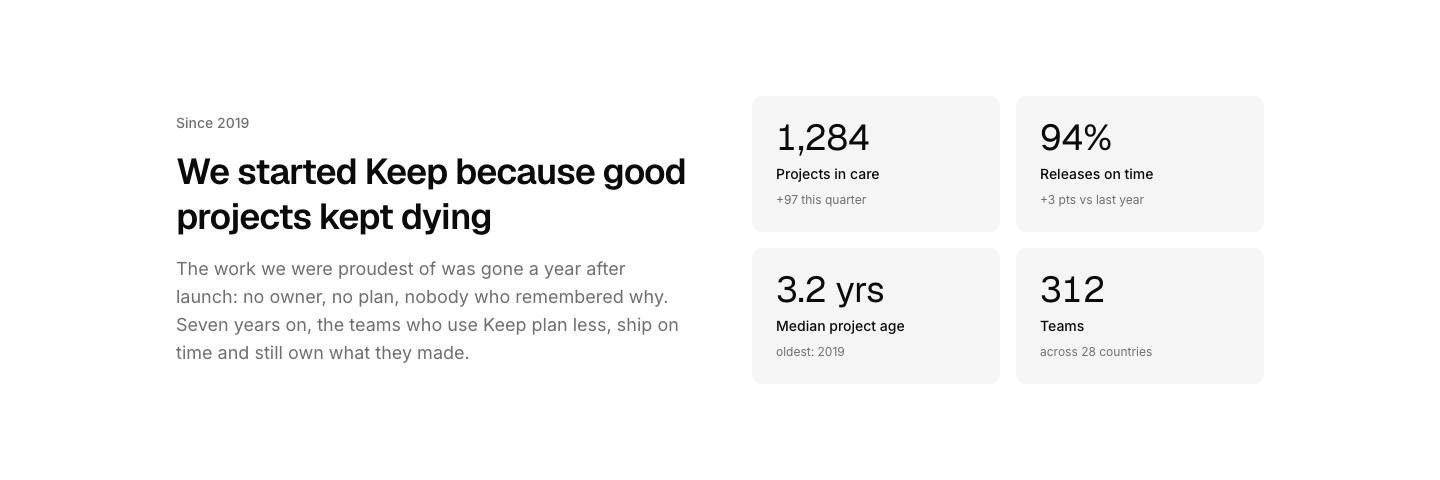 Since 2019
We started Keep because good
projects kept dying
The work we were proudest of was gone a year after
launch: no owner, no plan, nobody who remembered why.
Seven years on, the teams who use Keep plan less, ship on
time and still own what they made.
1,284
Projects in care
+97 this quarter
94%
Releases on time
+3 pts vs last year
3.2 yrs
Median project age
oldest: 2019
312
Teams
across 28 countries